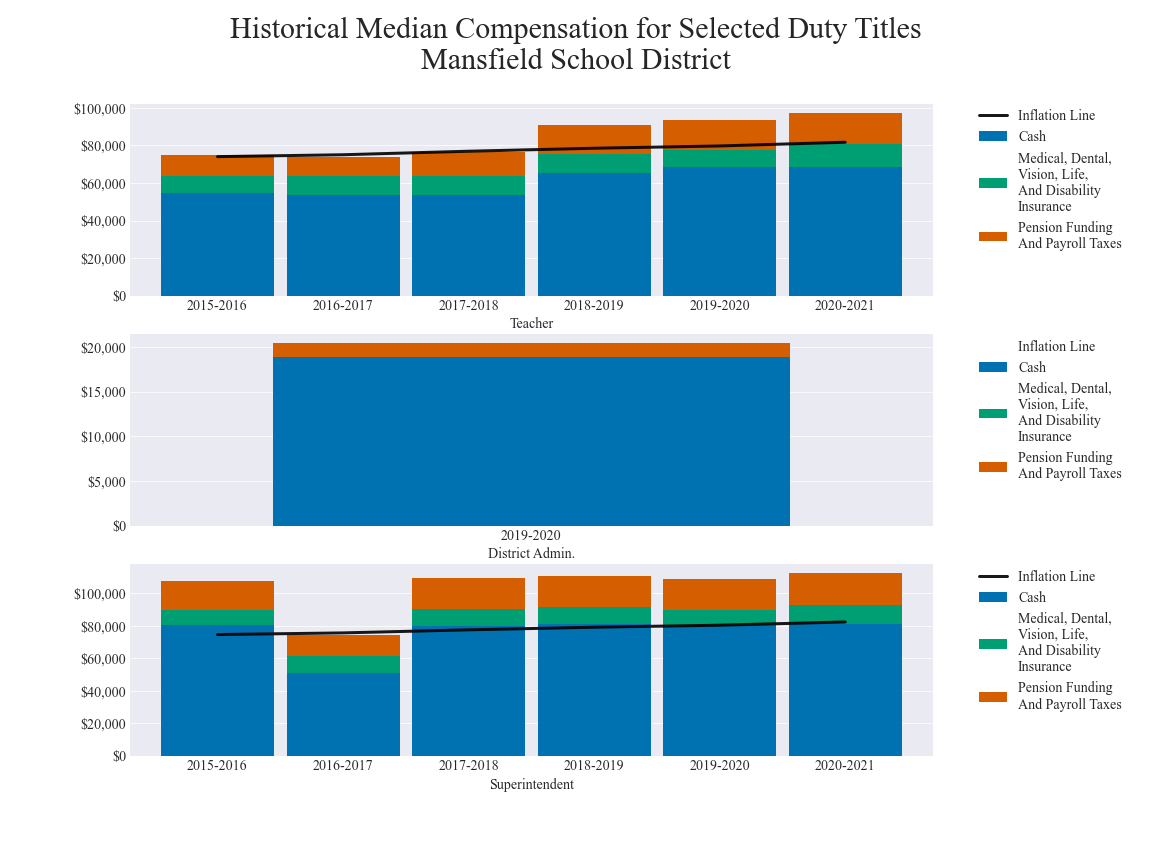 Historical Median Compensation for Selected Duty Titles
Mansfield School District
$100,000
$80,000
$60,000
$40,000
$20,000
$0
2015-2016 2016-2017 2017-2018 2018-2019 2019-2020 2020-2021
Teacher
Inflation Line
Cash
Medical, Dental,
Vision, Life,
And Disability
Insurance
Pension Funding
And Payroll Taxes
$20,000
$15,000
$10,000
$5,000
$0
2019-2020
District Admin.
Inflation Line
Cash
Medical, Dental,
Vision, Life,
And Disability
Insurance
Pension Funding
And Payroll Taxes
$100,000
$80,000
$60,000
$40,000
$20,000
$0
2015-2016 2016-2017 2017-2018 2018-2019 2019-2020 2020-2021
Superintendent
Inflation Line
Cash
Medical, Dental,
Vision, Life,
And Disability
Insurance
Pension Funding
And Payroll Taxes